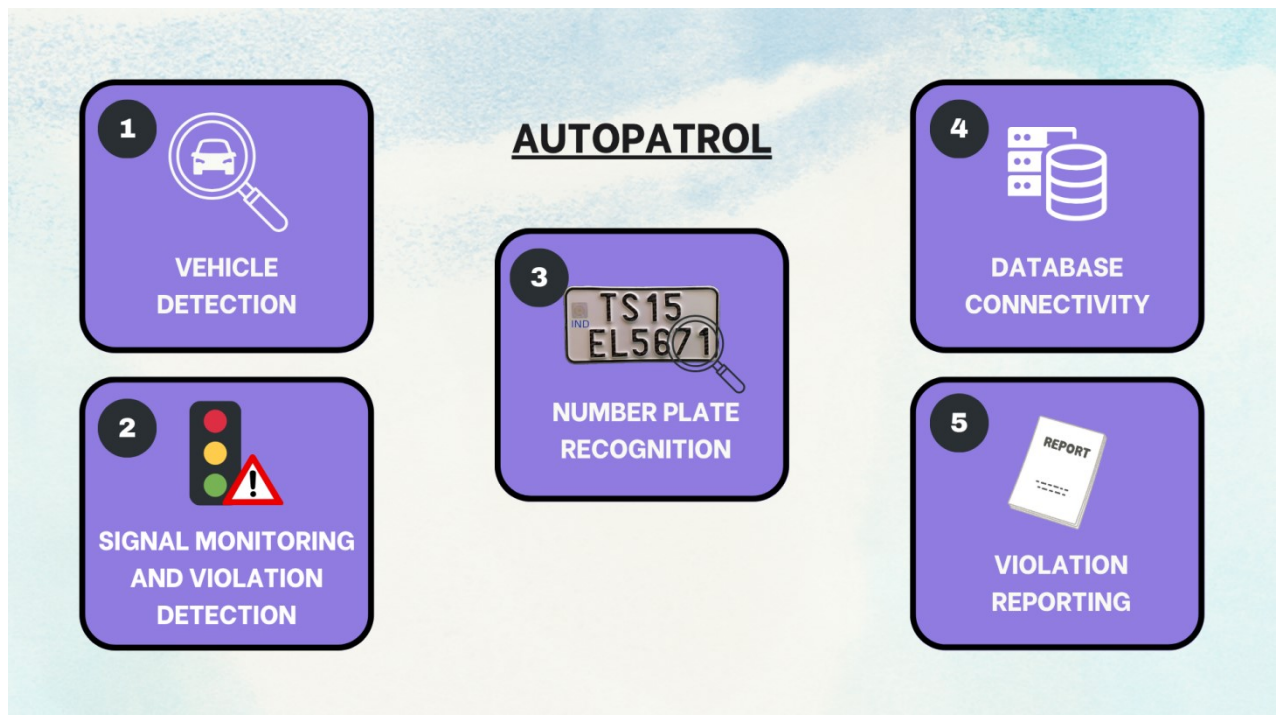 AUTOPATROL
1
VEHICLE
DETECTION
2
SIGNAL MONITORING
AND VIOLATION
DETECTION
3
IND
TS15
EL5671
NUMBER PLATE
RECOGNITION
4
DATABASE
CONNECTIVITY
5
REPORT
VIOLATION
REPORTING